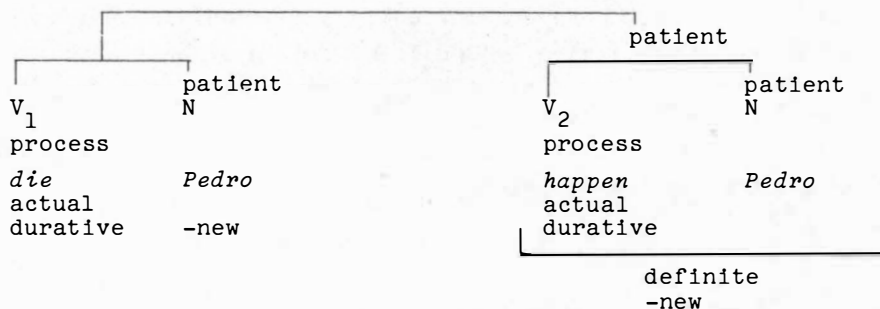 patient
patient patient
V1 N V2 N
process process
die Pedro happen Pedro
actual actual
durative -new durative
definite
-new